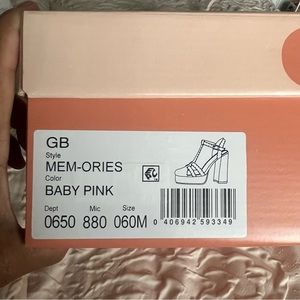 GB
Style
MEM-ORIES
Color
BABY PINK
Dept Mic Size
0650 880 060M
0 406942 593349